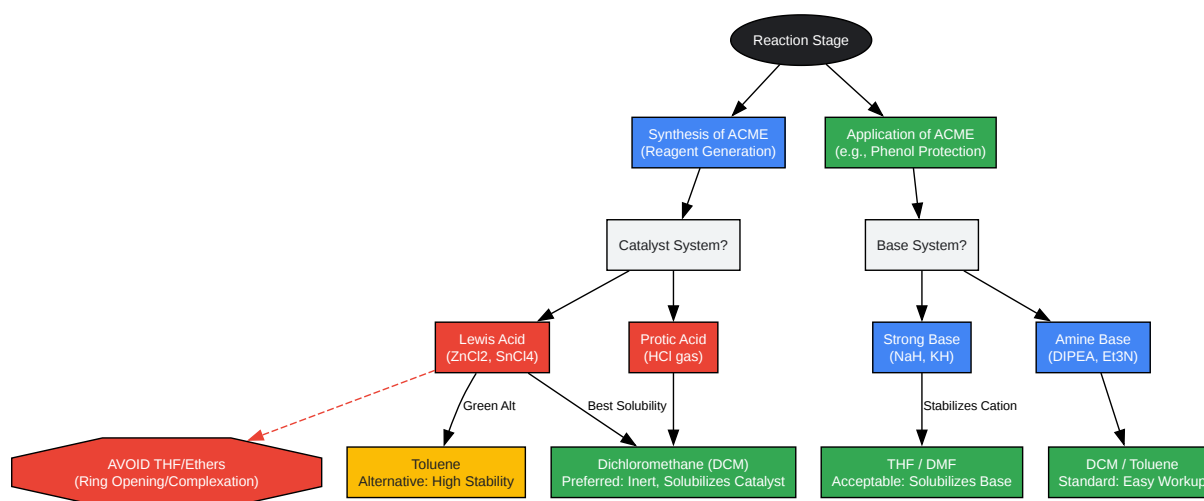 Reaction Stage
Synthesis of ACME
(Reagent Generation)
Application of ACME
(e.g., Phenol Protection)
Catalyst System?
Base System?
Lewis Acid
(ZnCl2, SnCl4)
Protic Acid
(HCl gas)
Strong Base
(NaH, KH)
Amine Base
(DIPEA, Et3N)
Green Alt
Best Solubility
Stabilizes Cation
AVOID THF/Ethers
(Ring Opening/Complexation)
Toluene
Alternative: High Stability
Dichloromethane (DCM)
Preferred: Inert, Solubilizes Catalyst
THF / DMF
Acceptable: Solubilizes Base
DCM / Toluene
Standard: Easy Workup